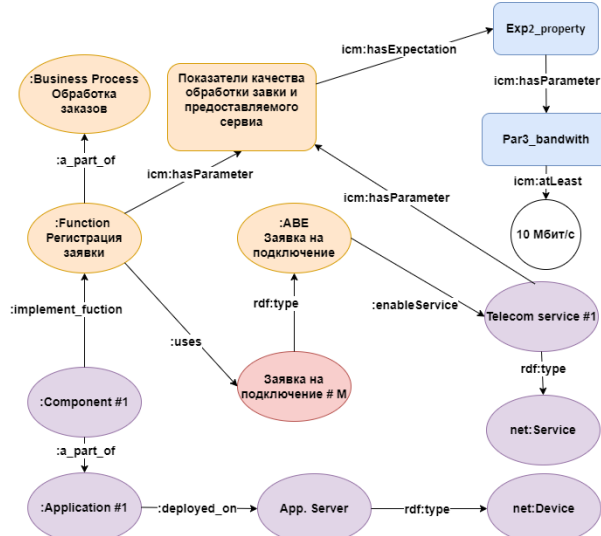 Exp2_property
icm:hasExpectation
:Business Process
Обработка
заказов
Показатели качества
обработки завки и
предоставляемого
сервиа
icm:hasParameter
Par3_bandwith
:a_part_of
icm:hasParameter
icm:atLeast
icm:hasParameter
:Function
Регистрация
заявки
:ABE
Заявка на
подключение
10 Мбит/с
:implement_fuction
rdf:type
:enableService
Telecom service #1
:uses
rdf:type
:Component #1
Заявка на
подключение # М
net:Service
:a_part_of
:Application #1
:deployed_on
App. Server
rdf:type
net:Device